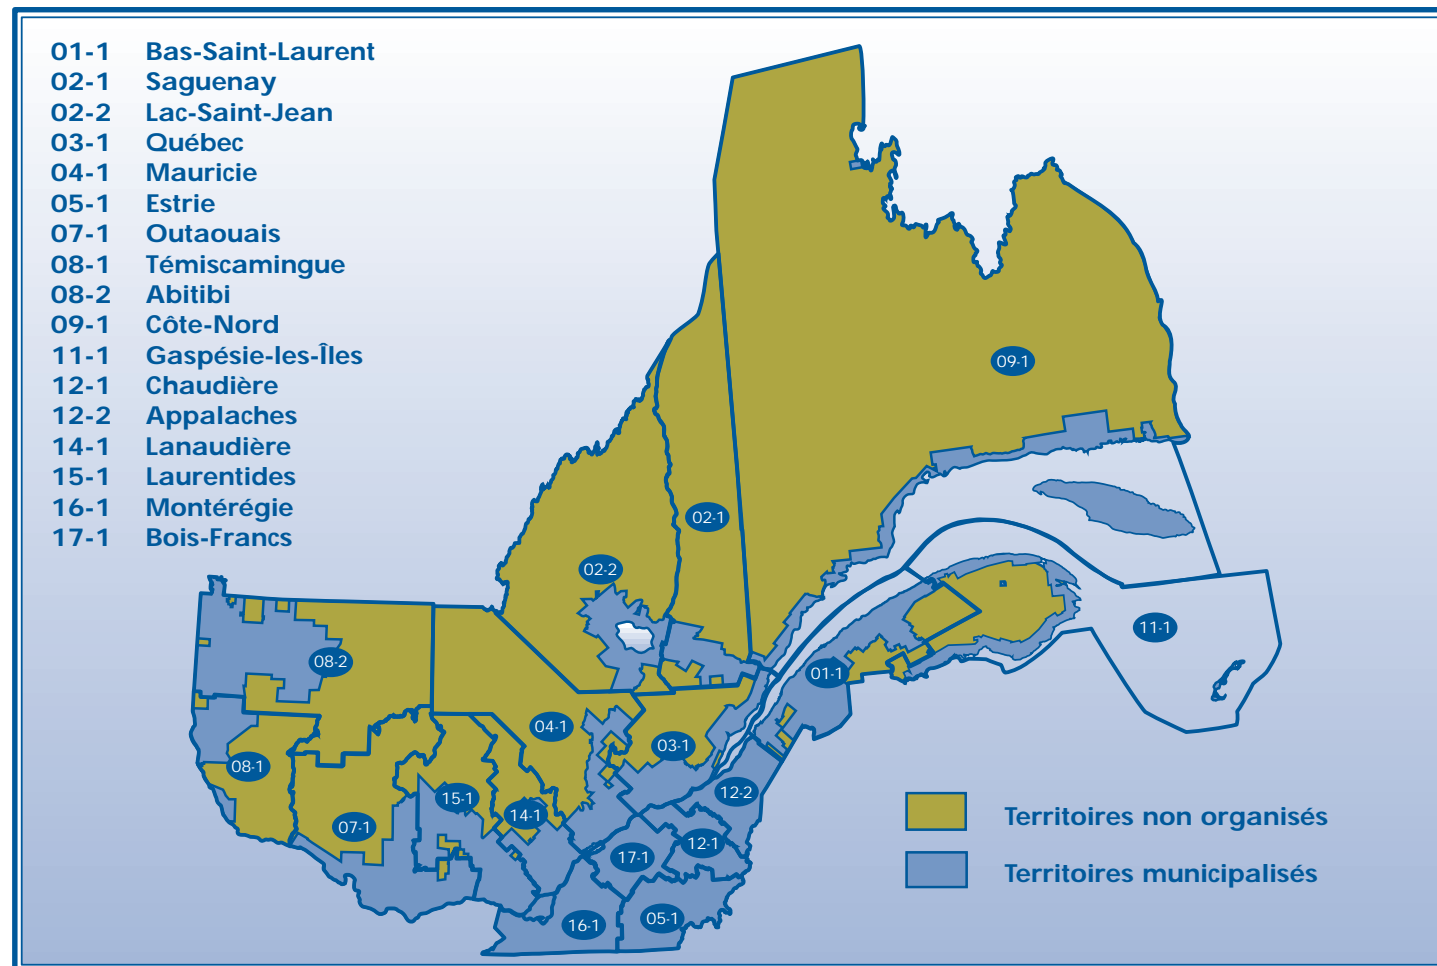 01-1 Bas-Saint-Laurent
02-1 Saguenay
02-2 Lac-Saint-Jean
03-1 Québec
04-1 Mauricie
05-1 Estrie
07-1 Outaouais
08-1 Témiscamingue
08-2 Abitibi
09-1 Côte-Nord
11-1 Gaspésie-les-Îles
12-1 Chaudière
12-2 Appalaches
14-1 Lanaudière
15-1 Laurentides
16-1 Montérégie
17-1 Bois-Francs
09-1
02-1
02-2
11-1
08-2
01-1
04-1
03-1
08-1
12-2
15-1
14-1
07-1
12-1
17-1
05-1
16-1
Territoires non organisés
Territoires municipalisés